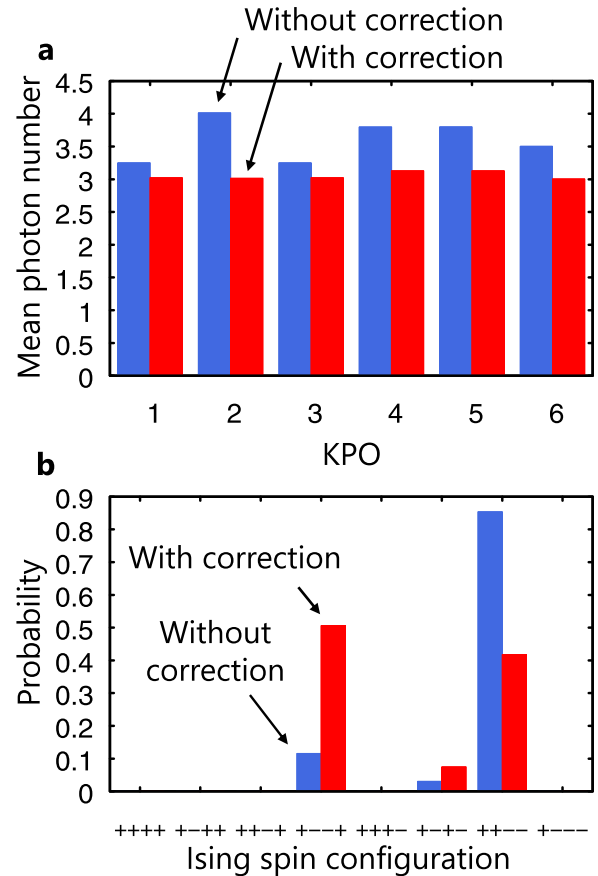 a
Without correction
With correction
Mean photon number
4.5
4
3.5
3
2.5
2
1.5
1
0.5
0
1 2 3 4 5 6
KPO
b
Probability
0.9
0.8
0.7
0.6
0.5
0.4
0.3
0.2
0.1
0
With correction
Without
correction
++++ +−++ ++−+ +−−+ +++− +−+− ++−− +−−−
Ising spin configuration